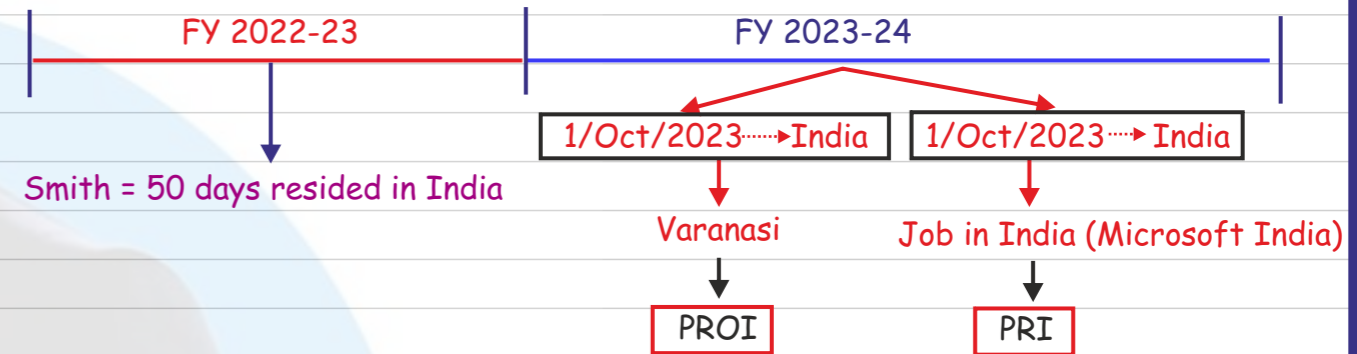 FY 2022-23
FY 2023-24
1/Oct/2023 India
1/Oct/2023 India
Smith = 50 days resided in India
Varanasi
Job in India (Microsoft India)
PROI
PRI